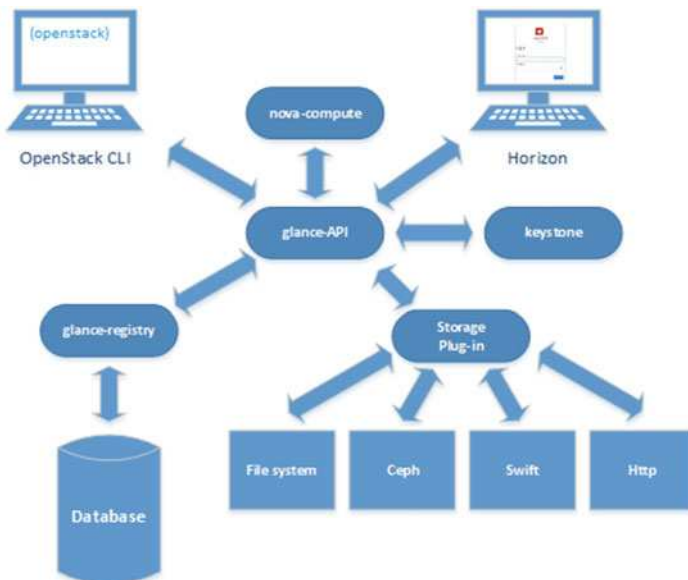 (openstack)
nova-compute
OpenStack CLI
Horizon
glance-API
keystone
glance-registry
Storage
Plug-in
File system
Ceph
Swift
Http
Database